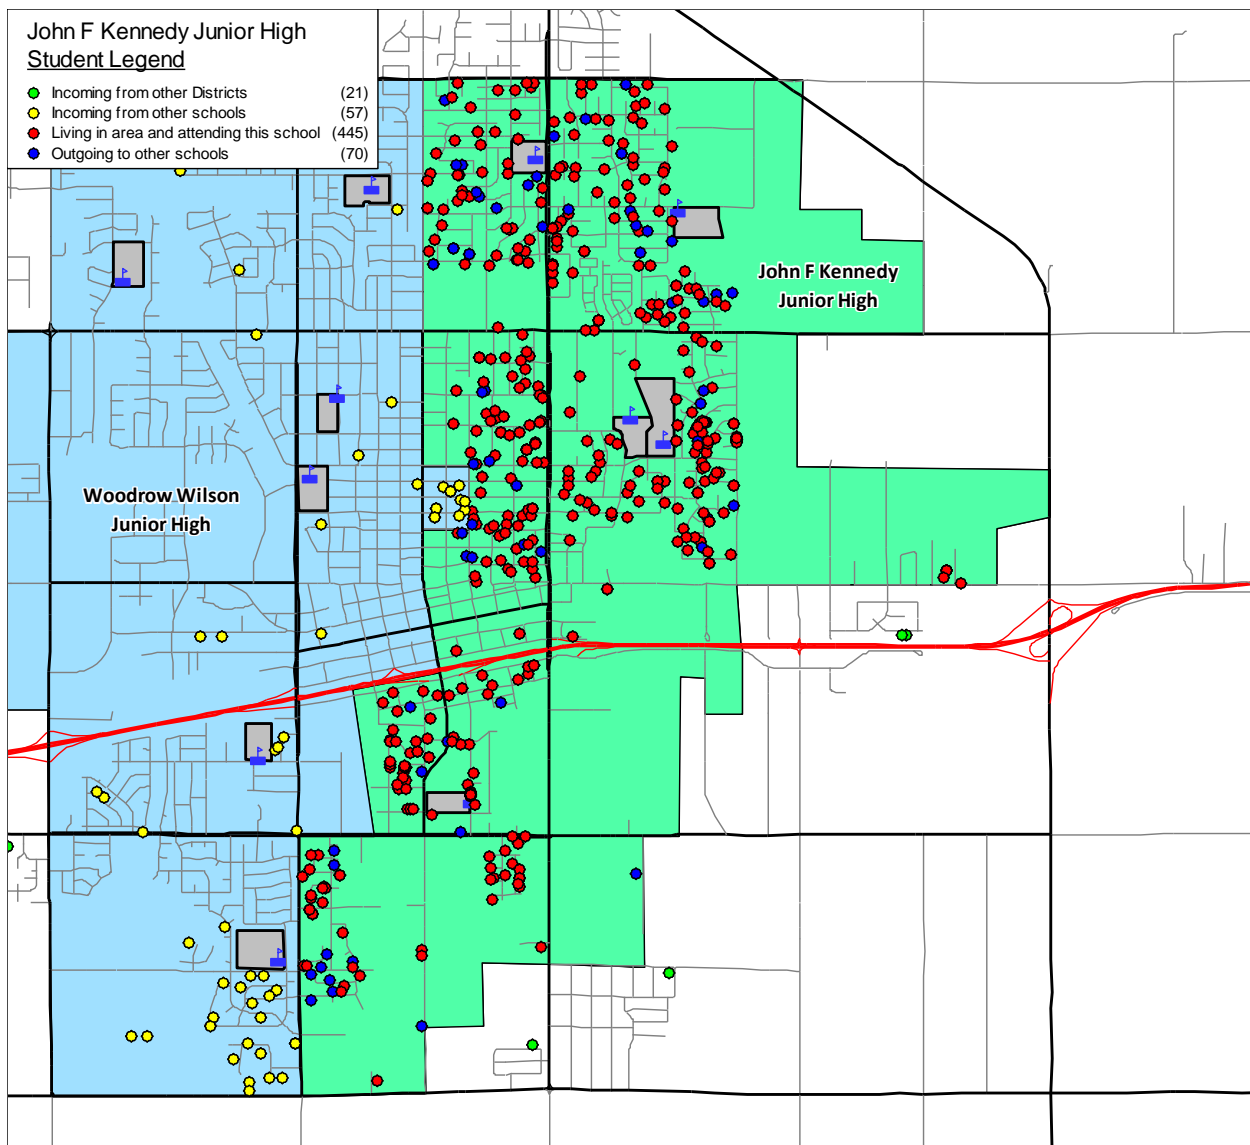 John F Kennedy Junior High
Student Legend
Incoming from other Districts (21)
Incoming from other schools (57)
Living in area and attending this school (445)
Outgoing to other schools (70)
John F Kennedy
Junior High
Woodrow Wilson
Junior High